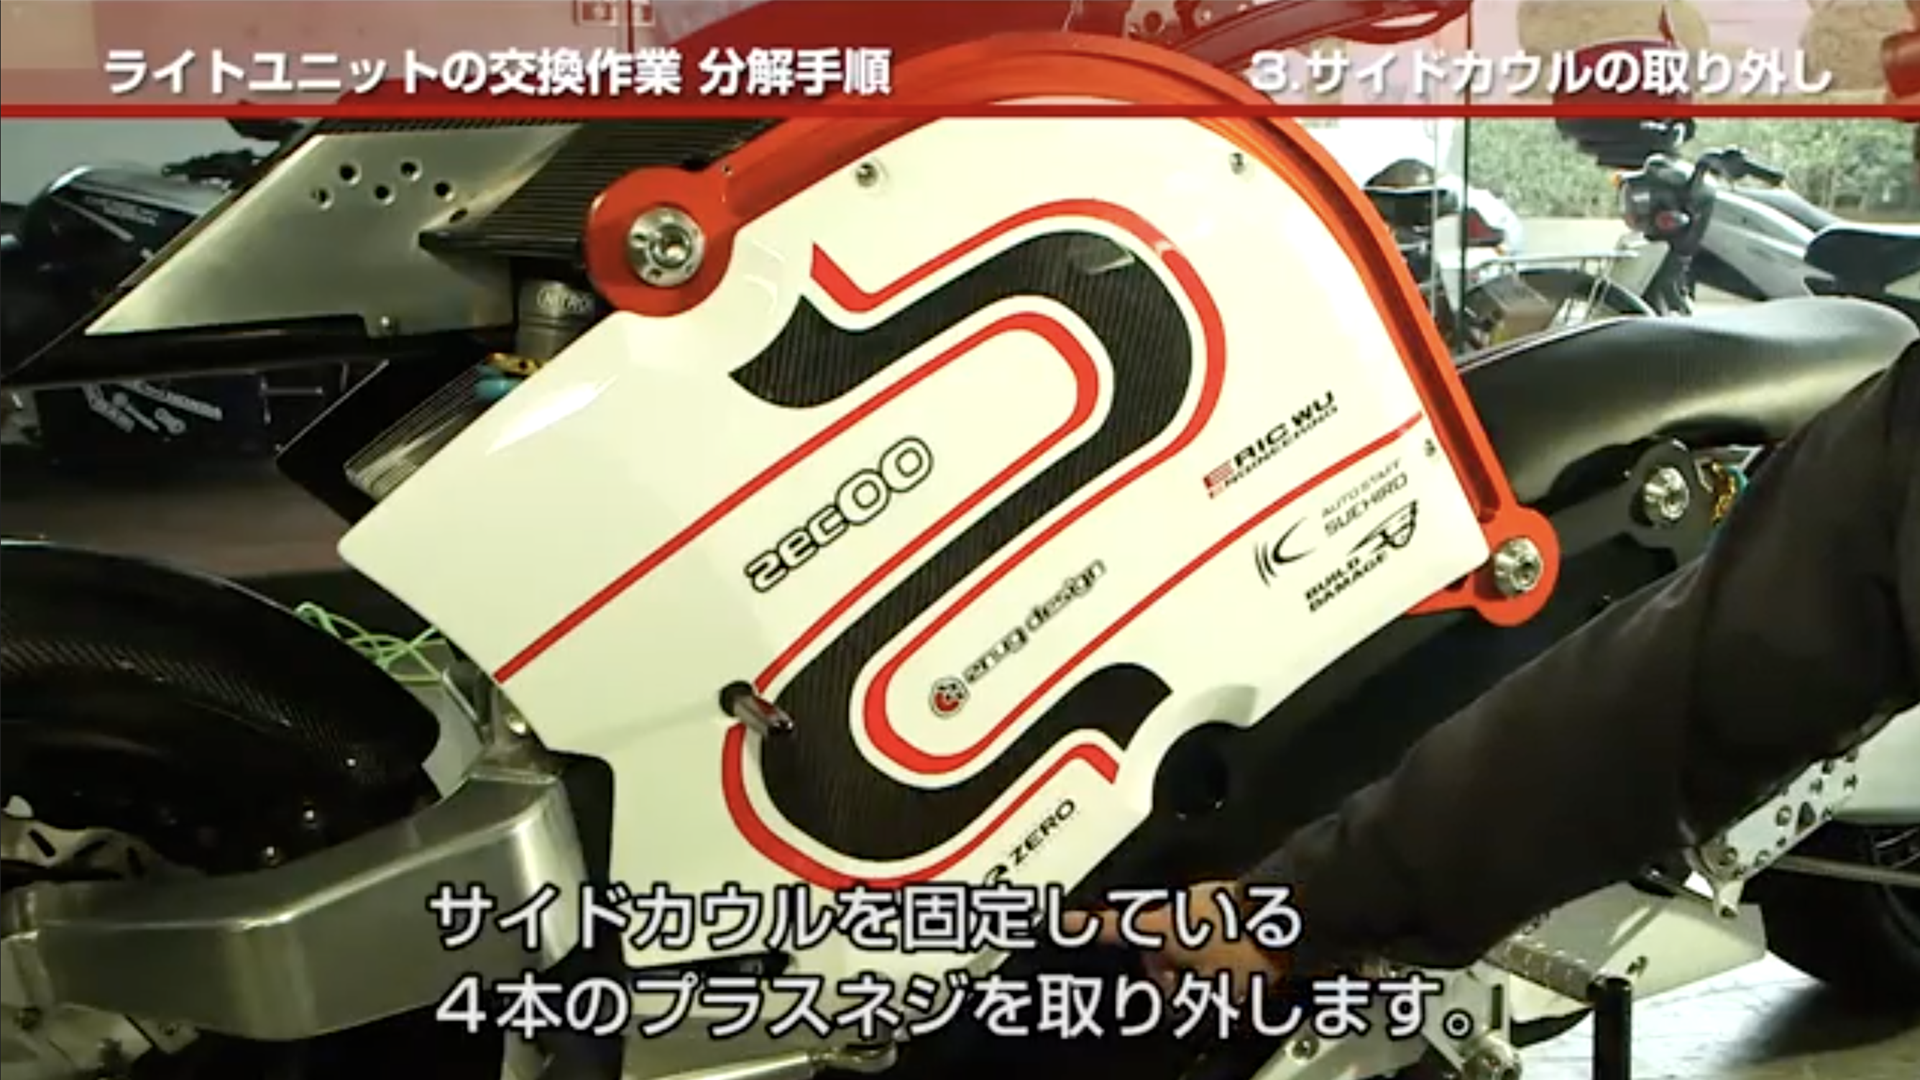 ライトユニットの交換作業 分解手順
3.サイドカウルの取り外し
NITRO
zecOO
ERIC WU
ENGINEERING
AUTO STAFF
SUEHIRO
BUILD
DAMAGE
znug design
ZERO
サイドカウルを固定している
4本のプラスネジを取り外します。